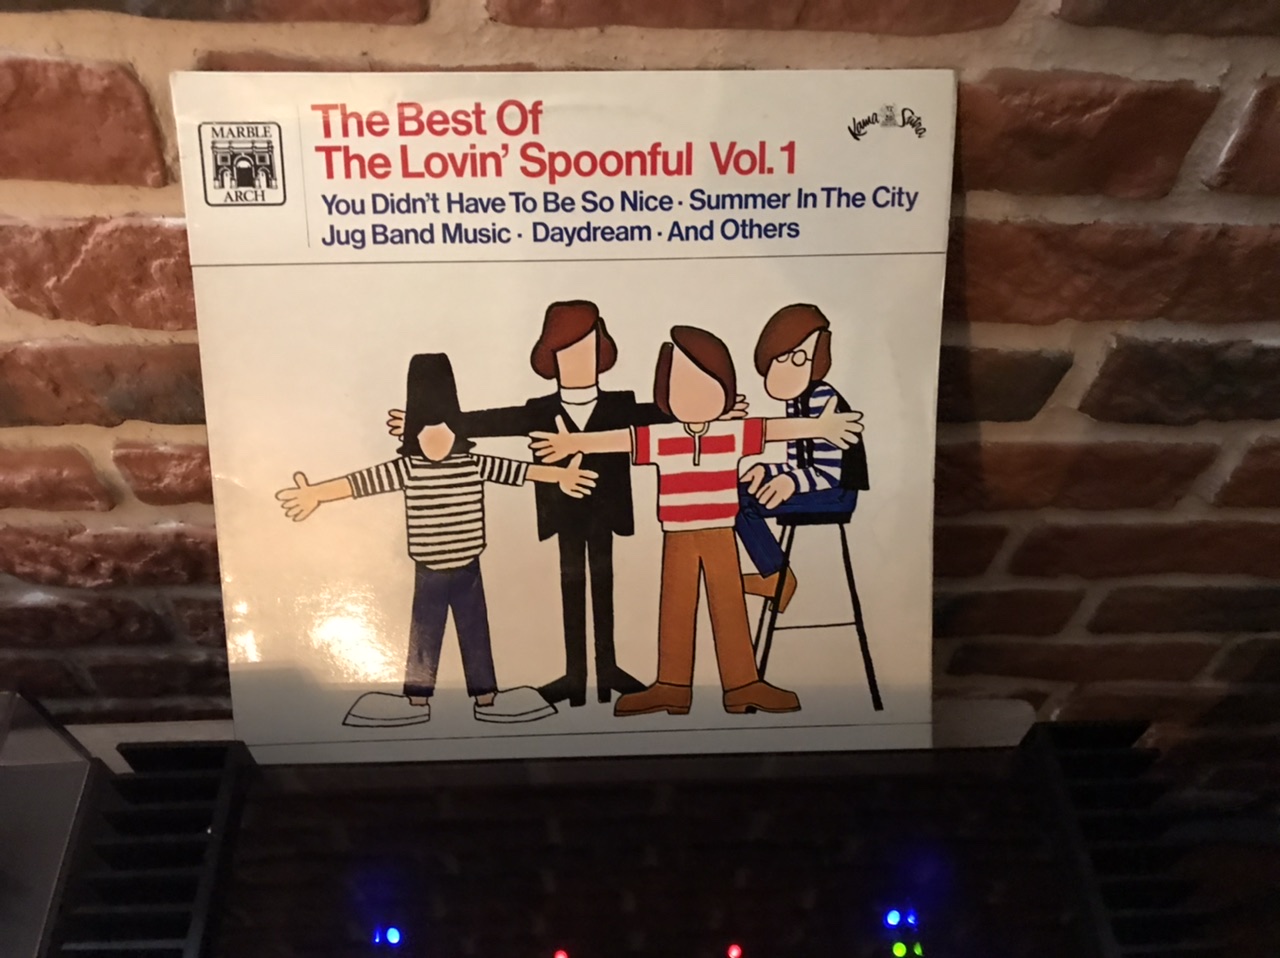 MARBLE
ARCH
The Best Of
The Lovin' Spoonful Vol.1
Kama Sutra
You Didn't Have To Be So Nice · Summer In The City
Jug Band Music · Daydream · And Others